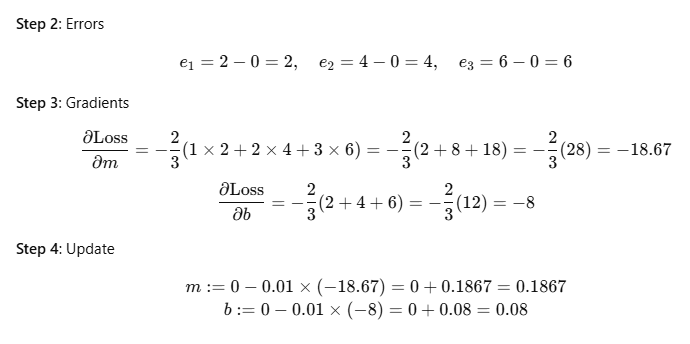 Step 2: Errors
e₁ = 2 − 0 = 2, e₂ = 4 − 0 = 4, e₃ = 6 − 0 = 6
Step 3: Gradients
∂Loss/∂m = −2/3(1 × 2 + 2 × 4 + 3 × 6) = −2/3(2 + 8 + 18) = −2/3(28) = −18.67
∂Loss/∂b = −2/3(2 + 4 + 6) = −2/3(12) = −8
Step 4: Update
m := 0 − 0.01 × (−18.67) = 0 + 0.1867 = 0.1867
b := 0 − 0.01 × (−8) = 0 + 0.08 = 0.08